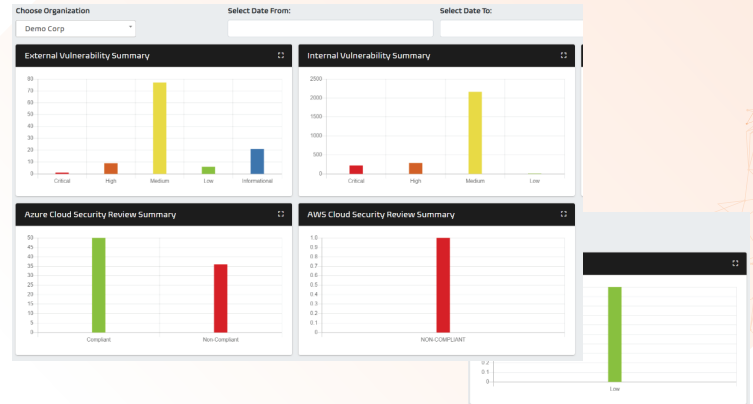 Choose Organization
Select Date From:
Select Date To:
Demo Corp
External Vulnerability Summary
80
70
60
50
40
30
20
10
0
Critical
High
Medium
Low
Informational
Internal Vulnerability Summary
2500
2000
1500
1000
500
0
Critical
High
Medium
Low
Azure Cloud Security Review Summary
50
45
40
35
30
25
20
15
10
5
0
Compliant
Non-Compliant
AWS Cloud Security Review Summary
1.0
0.9
0.8
0.7
0.6
0.5
0.4
0.3
0.2
0.1
0
NON-COMPLIANT
0.2
0.1
0
Low